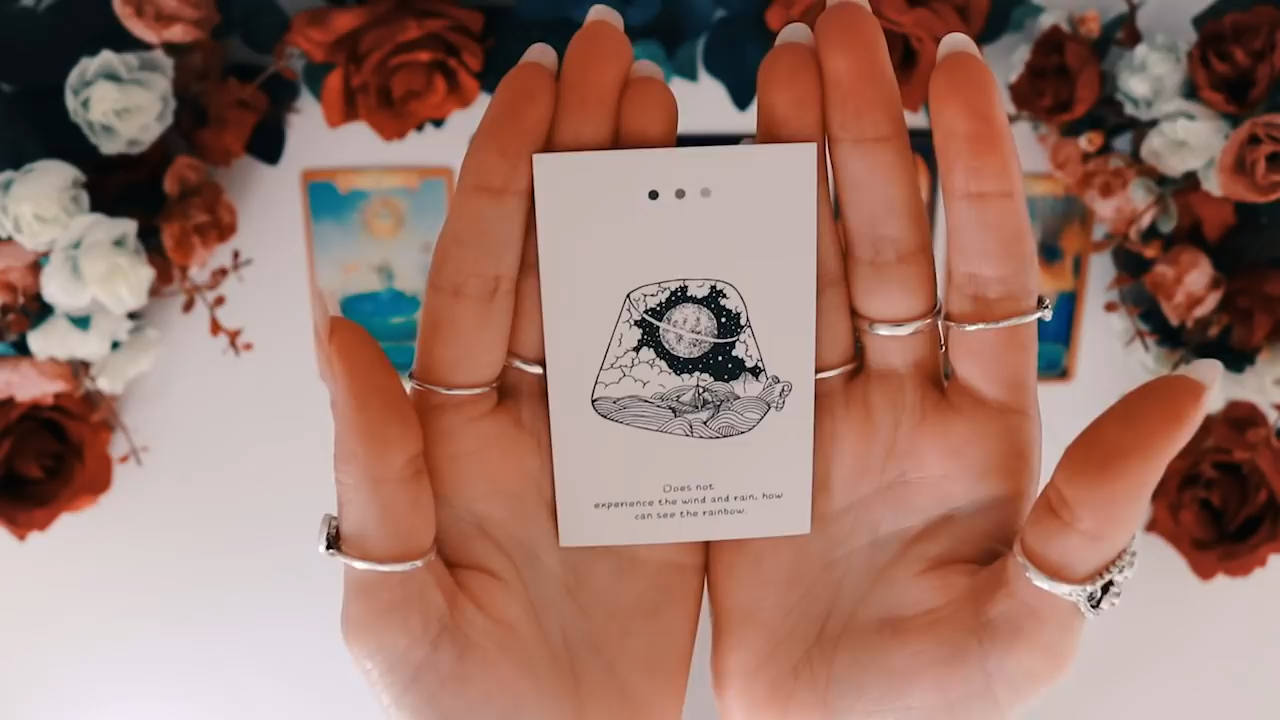 Does not
experience the wind and rain, how
can see the rainbow.